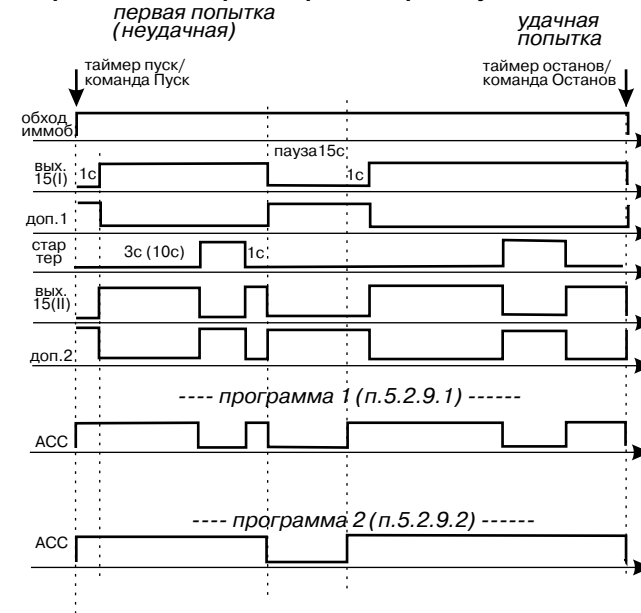 первая попытка
(неудачная)
удачная
попытка
таймер пуск/
команда Пуск
таймер останов/
команда Останов
обход
иммоб.
пауза15с
вых.
15(I)
1с
1с
доп.1
стар
тер
3с (10с)
1с
вых.
15(II)
доп.2
---- программа 1 (п.5.2.9.1) ------
АСС
---- программа 2 (п.5.2.9.2) ------
АСС